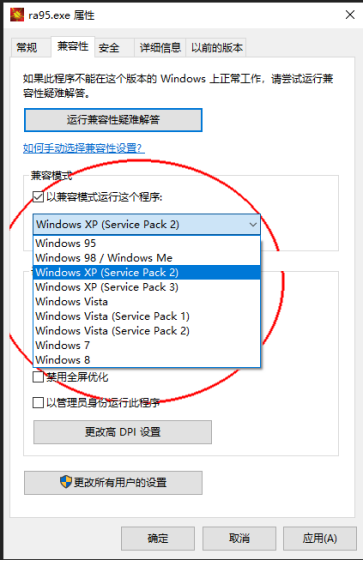 ra95.exe 属性
常规 兼容性 安全 详细信息 以前的版本
如果此程序不能在这个版本的 Windows 上正常工作，请尝试运行兼
容性疑难解答。
运行兼容性疑难解答
如何手动选择兼容性设置?
兼容模式
以兼容模式运行这个程序:
Windows XP (Service Pack 2)
Windows 95
Windows 98 / Windows Me
Windows XP (Service Pack 2)
Windows XP (Service Pack 3)
Windows Vista
Windows Vista (Service Pack 1)
Windows Vista (Service Pack 2)
Windows 7
Windows 8
禁用全屏优化
以管理员身份运行此程序
更改高 DPI 设置
更改所有用户的设置
确定 取消 应用(A)